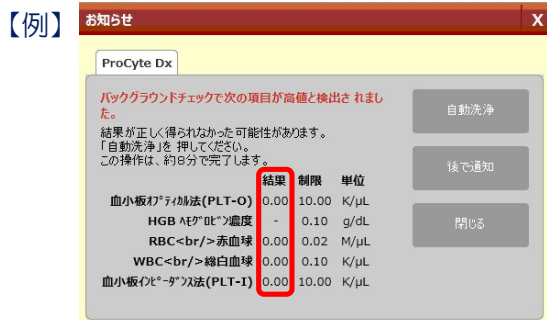 【例】
お知らせ X
ProCyte Dx
バックグラウンドチェックで次の項目が高値と検出さ れまし
た。
結果が正しく得られなかった可能性があります。
「自動洗浄」を 押してください。
この操作は、約8分で完了します。
結果 制限 単位
血小板ｵﾌﾟﾃｨｶﾙ法(PLT-O) 0.00 10.00 K/µL
HGB ﾍﾓｸﾞﾛﾋﾞﾝ濃度 - 0.10 g/dL
RBC<br/>赤血球 0.00 0.02 M/µL
WBC<br/>総白血球 0.00 0.10 K/µL
血小板ｲﾝﾋﾟｰﾀﾞﾝｽ法(PLT-I) 0.00 10.00 K/µL
自動洗浄
後で通知
閉じる